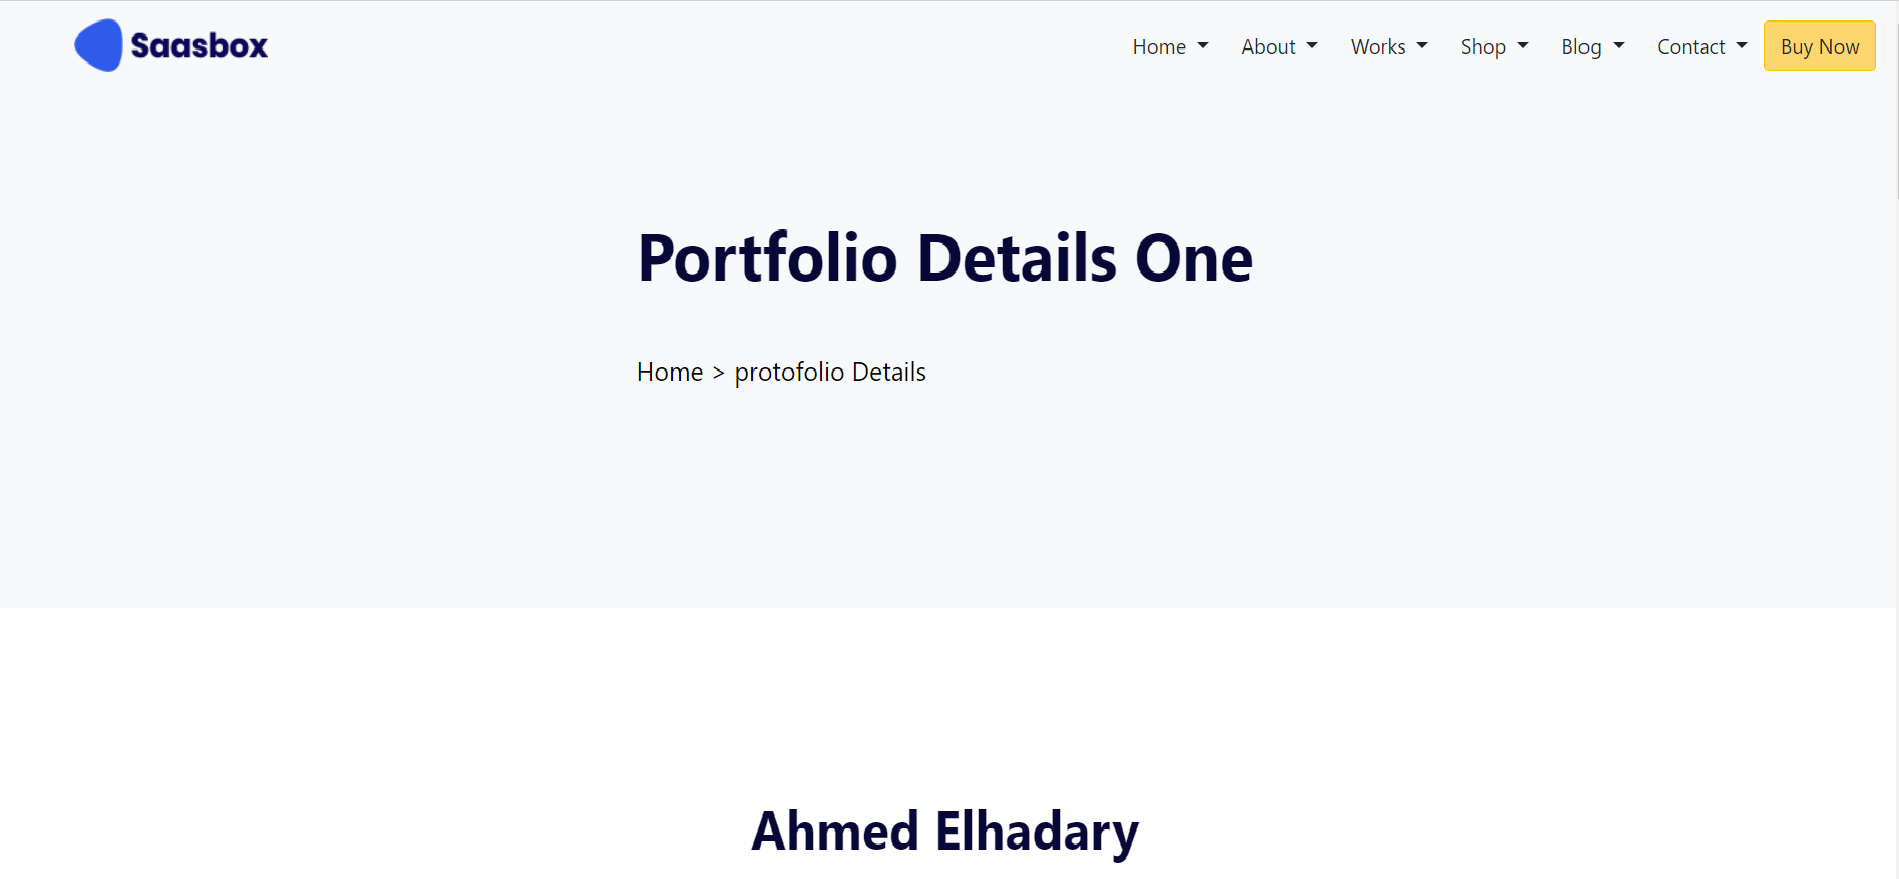 Saasbox
Home About Works Shop Blog Contact Buy Now
Portfolio Details One
Home > protofolio Details
Ahmed Elhadary